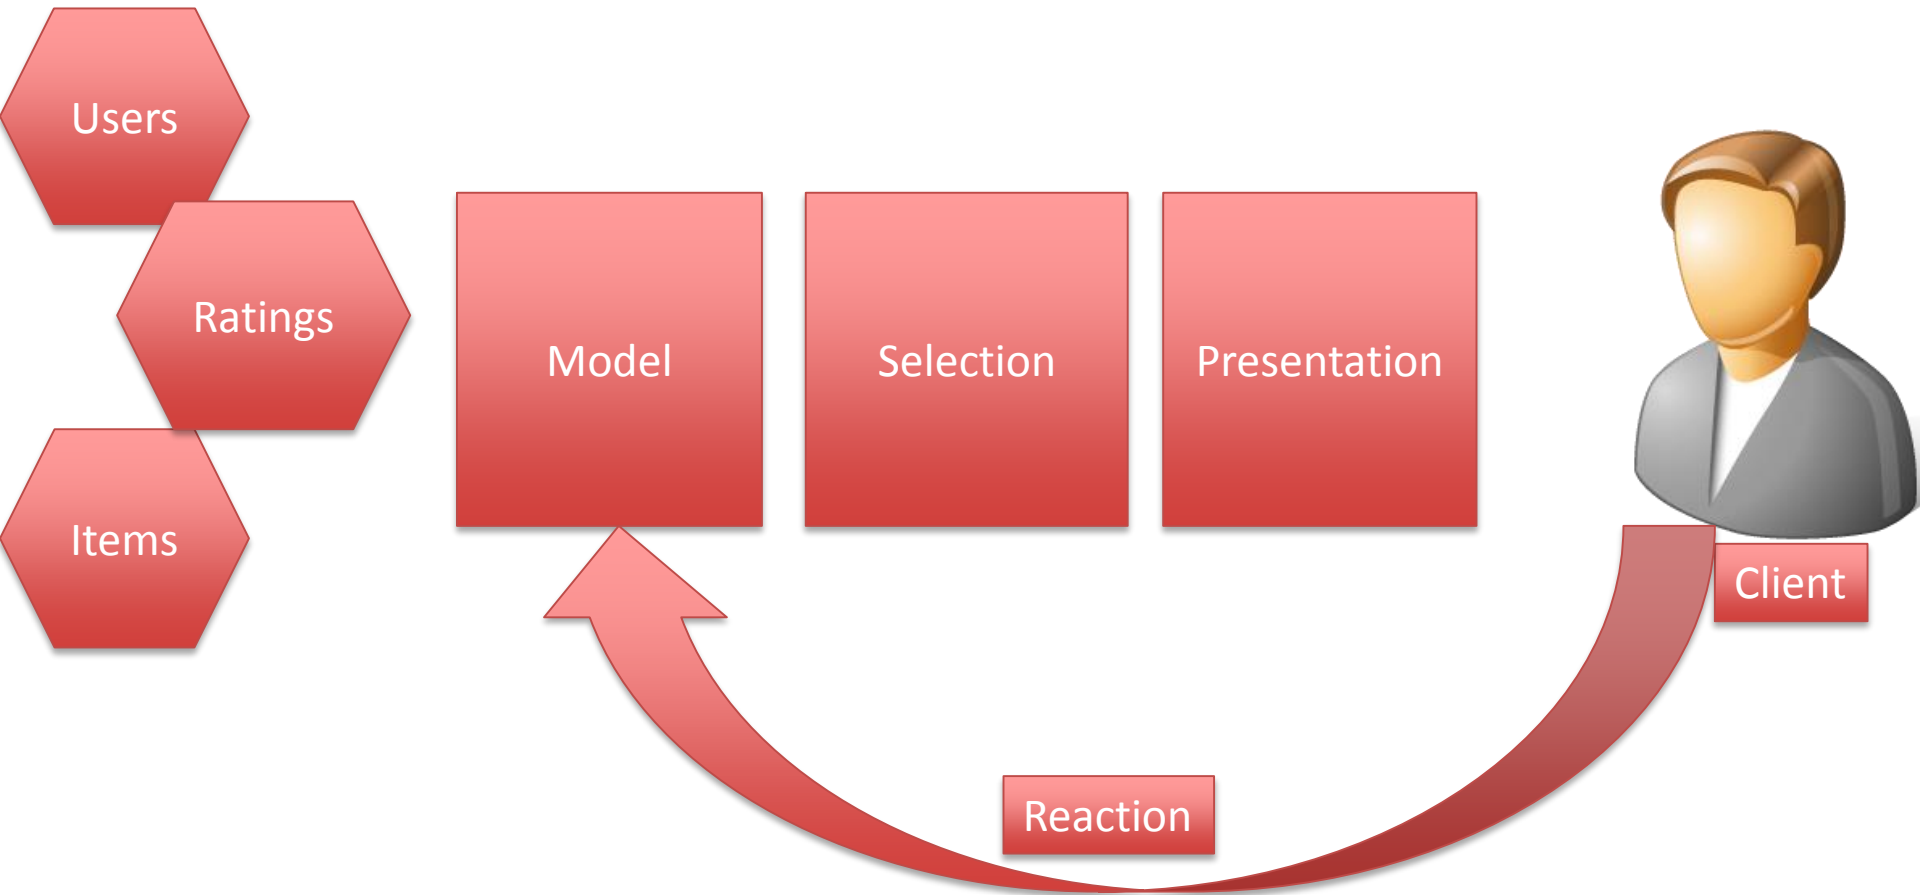 Users
Ratings
Items
Model
Selection
Presentation
Client
Reaction